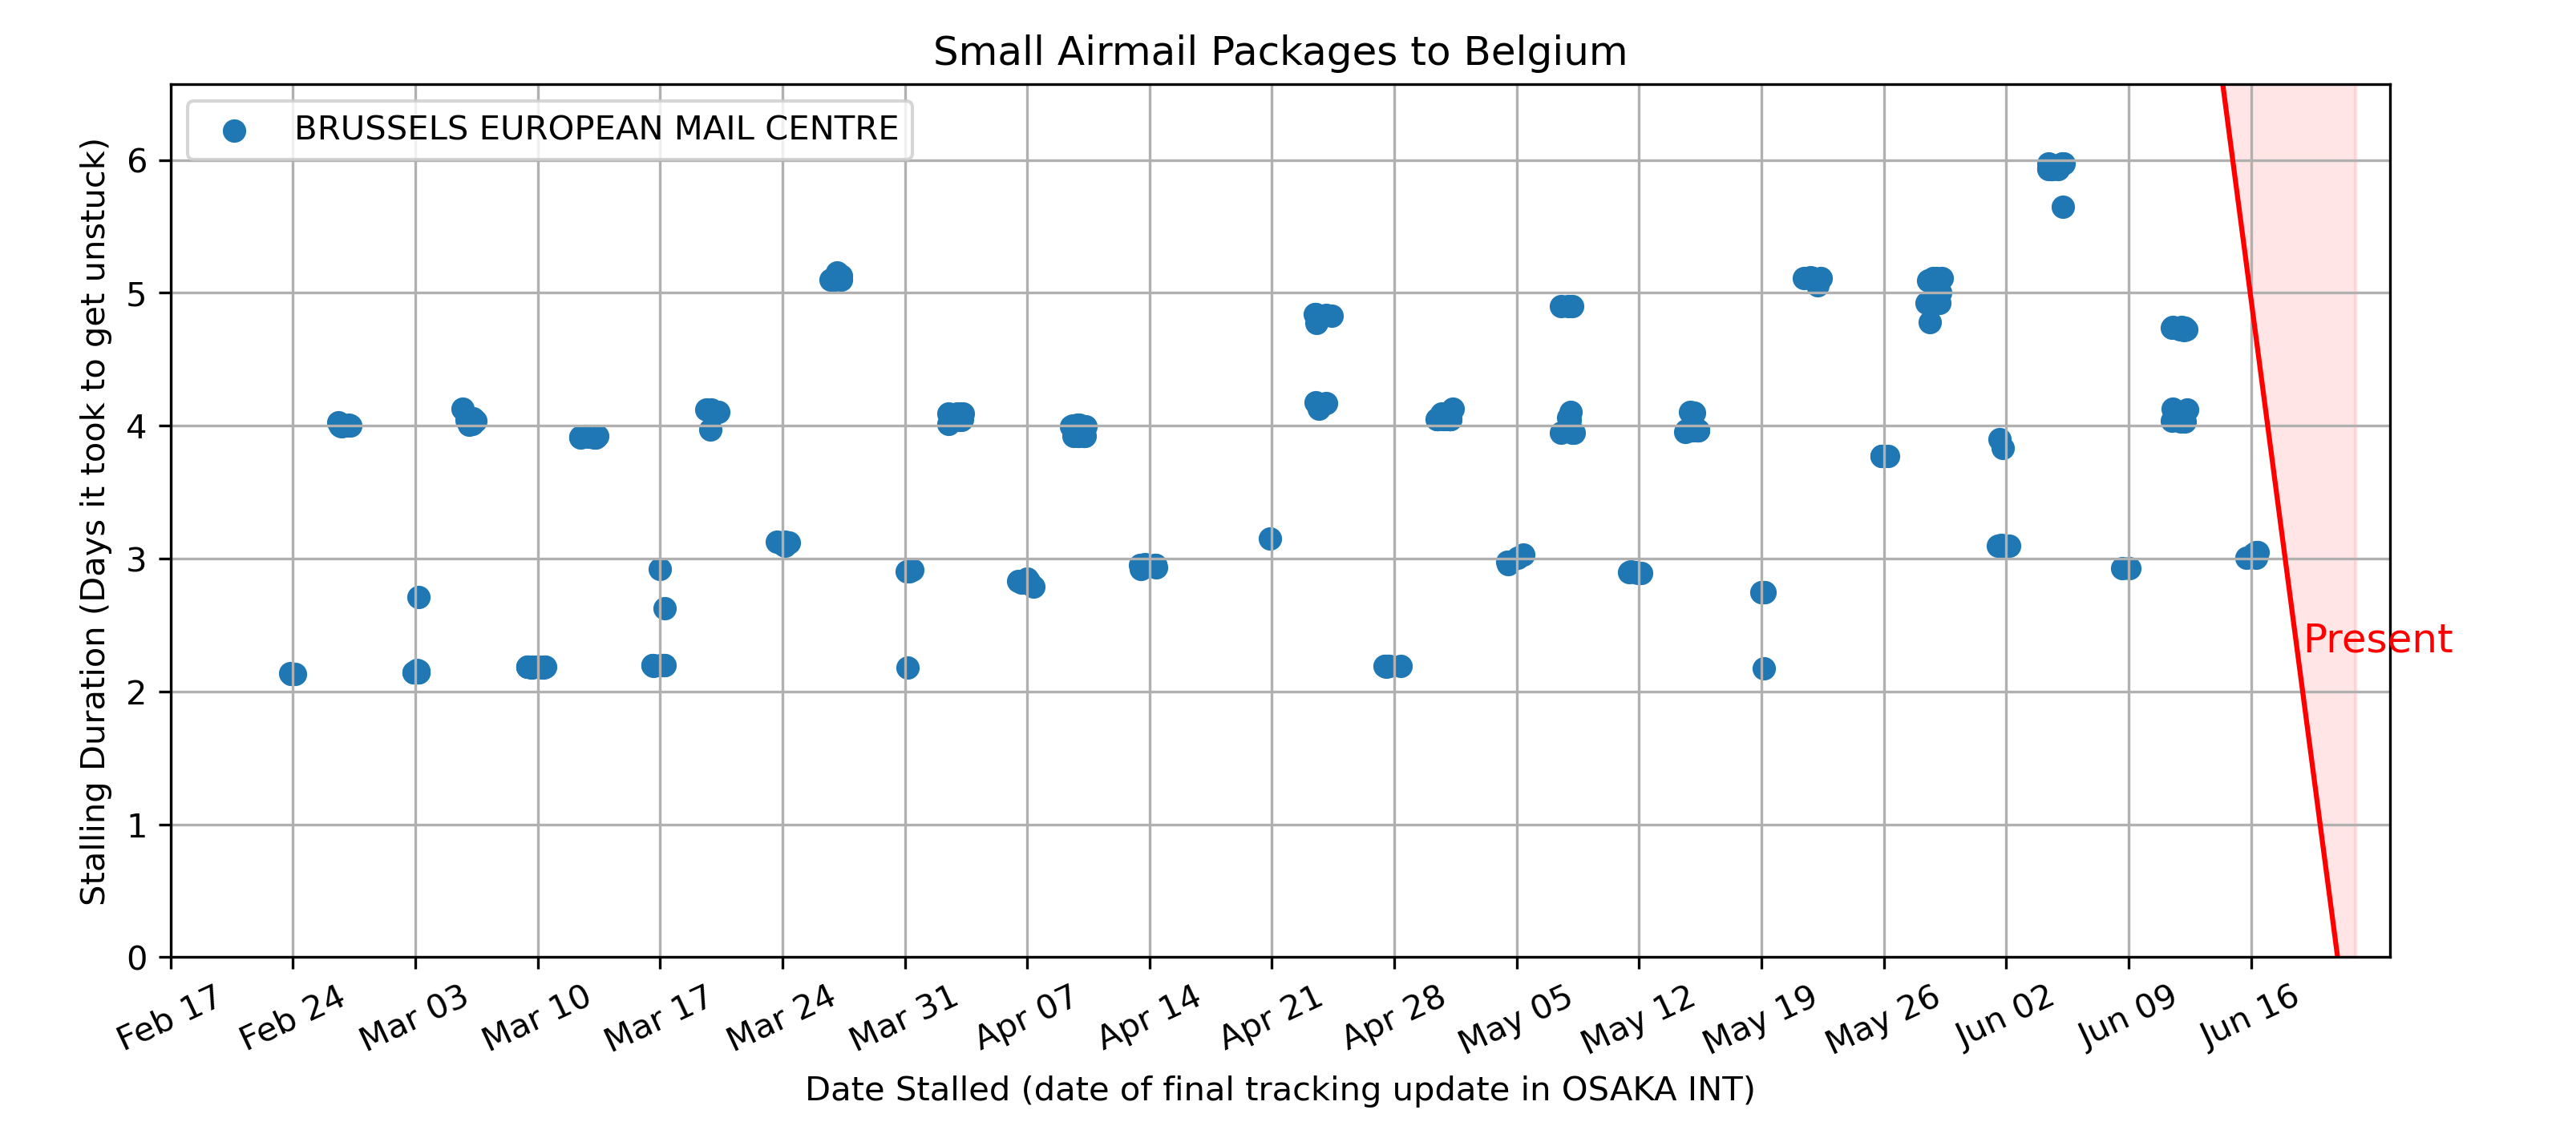 Small Airmail Packages to Belgium
BRUSSELS EUROPEAN MAIL CENTRE
Stalling Duration (Days it took to get unstuck)
6
5
4
3
2
1
0
Present
Feb 17
Feb 24
Mar 03
Mar 10
Mar 17
Mar 24
Mar 31
Apr 07
Apr 14
Apr 21
Apr 28
May 05
May 12
May 19
May 26
Jun 02
Jun 09
Jun 16
Date Stalled (date of final tracking update in OSAKA INT)